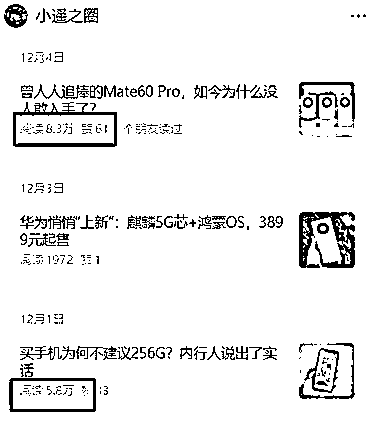 小遥之圈
12月4日
曾人人追捧的Mate60 Pro，如今为什么没
人敢入手了？
阅读 8.3万 赞 61 个朋友读过
12月3日
华为悄悄“上新”：麒麟5G芯+鸿蒙OS，389
9元起售
阅读 1972 赞 1
12月1日
买手机为何不建议256G？内行人说出了实
话
阅读 5.8万